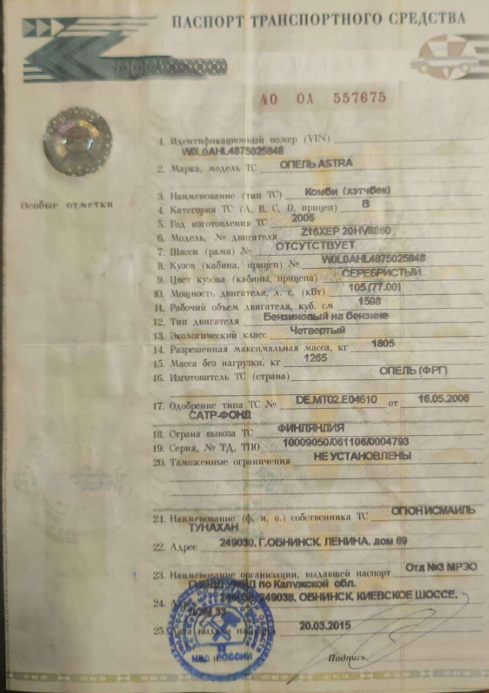 ПАСПОРТ ТРАНСПОРТНОГО СРЕДСТВА
40 ОА 557675
Особые отметки
1. Идентификационный номер (VIN)
W0L0AHL4875025848
2. Марка, модель ТС ОПЕЛЬ ASTRA
3. Наименование (тип ТС) Комби (хэтчбек)
4. Категория ТС (А, В, С, D, прицеп) В
5. Год изготовления ТС 2006
6. Модель, № двигателя Z16XEP 20HV8860
7. Шасси (рама) № ОТСУТСТВУЕТ
8. Кузов (кабина, прицеп) № W0L0AHL4875025848
9. Цвет кузова (кабины, прицепа) СЕРЕБРИСТЫЙ
10. Мощность двигателя, л. с. (кВт) 105 (77.00)
11. Рабочий объем двигателя, куб. см 1598
12. Тип двигателя Бензиновый на бензине
13. Экологический класс Четвертый
14. Разрешенная максимальная масса, кг 1805
15. Масса без нагрузки, кг 1265
16. Изготовитель ТС (страна) ОПЕЛЬ (ФРГ)
17. Одобрение типа ТС № DE.MT02.E04610 от 16.05.2006
САТР-ФОНД
18. Страна вывоза ТС ФИНЛЯНДИЯ
19. Серия, № ТД, ТПО 10009050/061106/0004793
20. Таможенные ограничения НЕ УСТАНОВЛЕНЫ
21. Наименование (ф. и. о.) собственника ТС ОГЮН ИСМАИЛЬ
ТУНАХАН
22. Адрес 249030, Г.ОБНИНСК, ЛЕНИНА, дом 69
23. Наименование организации, выдавшей паспорт Отд №3 МРЭО
по Калужской обл.
24. 249038, ОБНИНСК, КИЕВСКОЕ ШОССЕ,
25. Дата выдачи паспорта 20.03.2015
МВД РОССИИ
Подпись